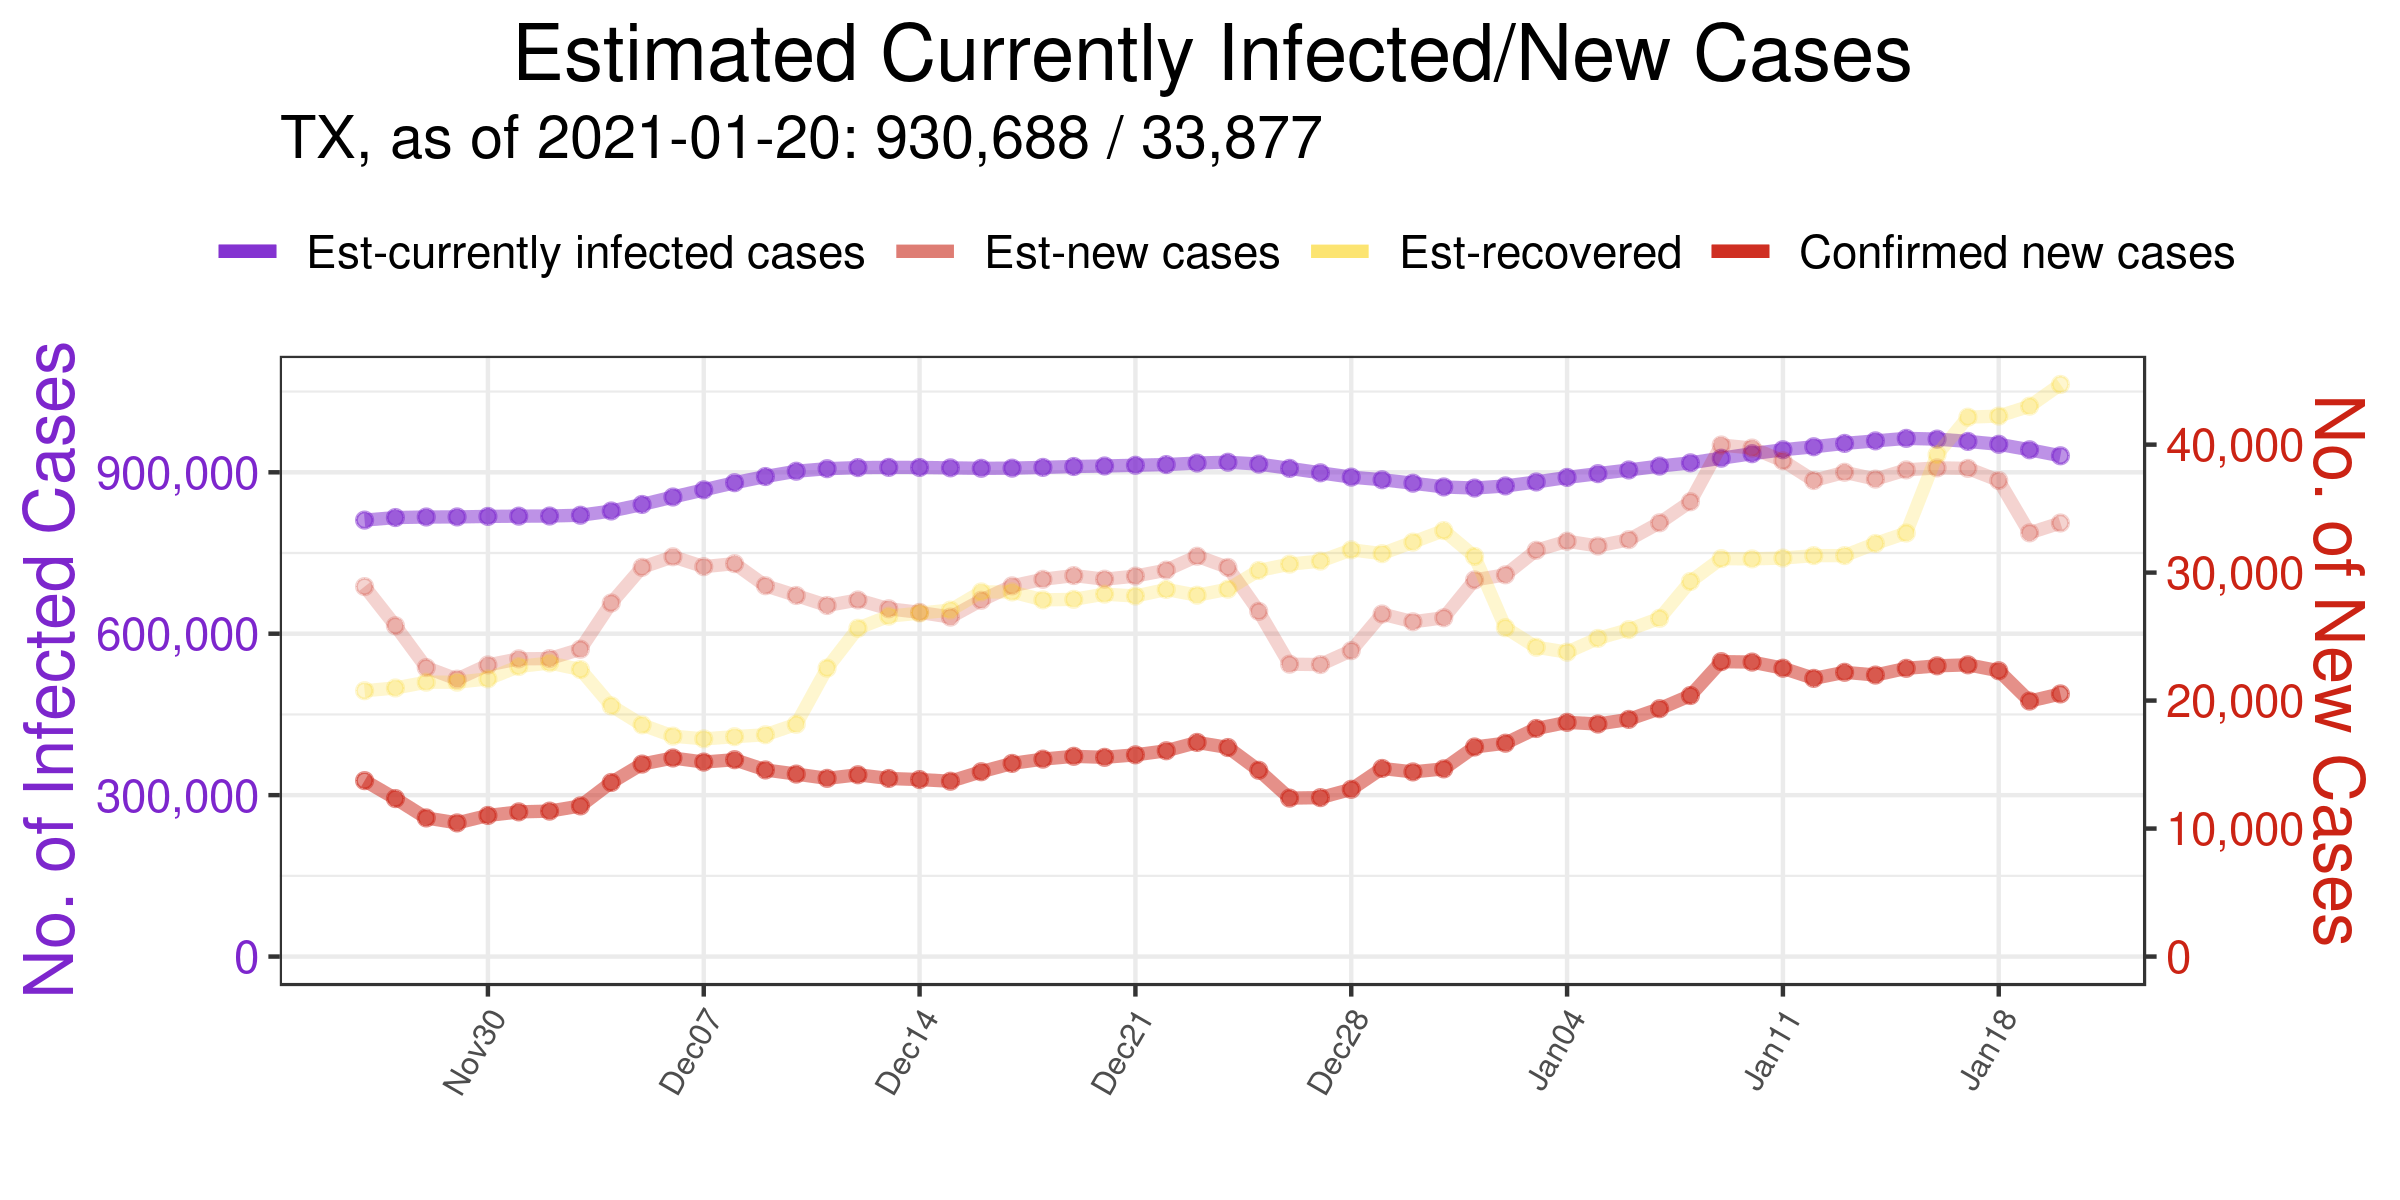 Estimated Currently Infected/New Cases
TX, as of 2021-01-20: 930,688 / 33,877
Est-currently infected cases Est-new cases Est-recovered Confirmed new cases
No. of Infected Cases
900,000
600,000
300,000
0
40,000
30,000
20,000
10,000
0
No. of New Cases
Nov30 Dec07 Dec14 Dec21 Dec28 Jan04 Jan11 Jan18